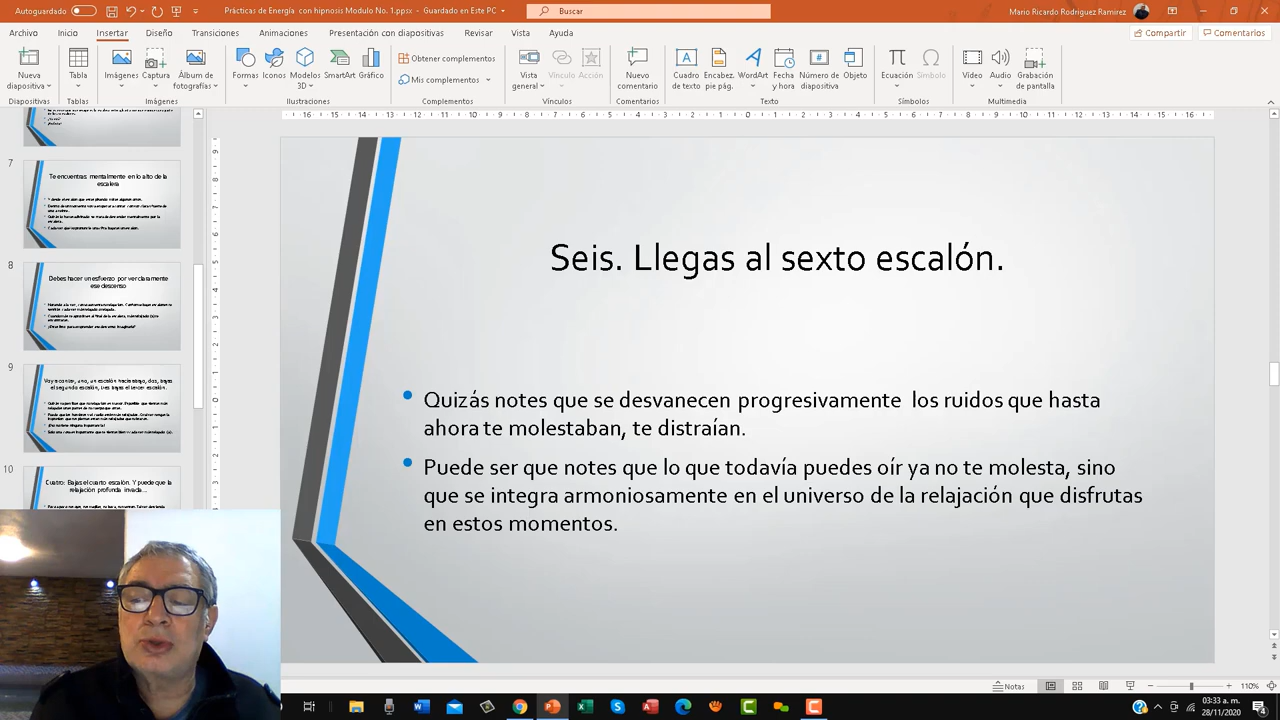 Autoguardado
Prácticas de Energía con hipnosis Modulo No. 1.ppsx - Guardado en Este PC
Buscar
Mario Ricardo Rodríguez Ramirez
Archivo Inicio Insertar Diseño Transiciones Animaciones Presentación con diapositivas Revisar Vista Ayuda
Compartir Comentarios
Nueva diapositiva
Tabla
Imágenes
Captura
Álbum de fotografías
Formas
Iconos
Modelos 3D
SmartArt
Gráfico
Obtener complementos
Mis complementos
Vista general
Vínculo
Acción
Nuevo comentario
Cuadro de texto
Encabez. pie pág.
WordArt
Fecha y hora
Número de diapositiva
Objeto
Ecuación
Símbolo
Vídeo
Audio
Grabación de pantalla
Diapositivas Tablas Imágenes Ilustraciones Complementos Vínculos Comentarios Texto Símbolos Multimedia
7
Te encuentras mentalmente en lo alto de la
escalera
8
Debes hacer un esfuerzo por ver claramente
ese descenso
9
10
Cuatro: Bajas el cuarto escalón. Y puede que la
relajación profunda invada...
Seis. Llegas al sexto escalón.
Quizás notes que se desvanecen progresivamente los ruidos que hasta
ahora te molestaban, te distraían.
Puede ser que notes que lo que todavía puedes oír ya no te molesta, sino
que se integra armoniosamente en el universo de la relajación que disfrutas
en estos momentos.
Notas
110%
03:33 a. m.
28/11/2020